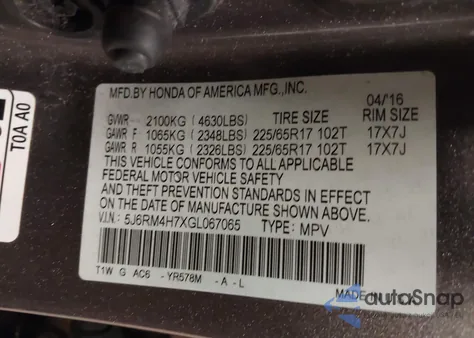 MFD.BY HONDA OF AMERICA MFG.,INC.
04/16
GVWR 2100KG (4630LBS) TIRE SIZE RIM SIZE
GAWR F 1065KG (2348LBS) 225/65R17 102T 17X7J
GAWR R 1055KG (2326LBS) 225/65R17 102T 17X7J
THIS VEHICLE CONFORMS TO ALL APPLICABLE
FEDERAL MOTOR VEHICLE SAFETY
AND THEFT PREVENTION STANDARDS IN EFFECT
ON THE DATE OF MANUFACTURE SHOWN ABOVE.
V.I.N: 5J6RM4H7XGL067065 TYPE: MPV
T1W G AC6 - YR578M - A - L
MADE
TOA A0
autoSnap